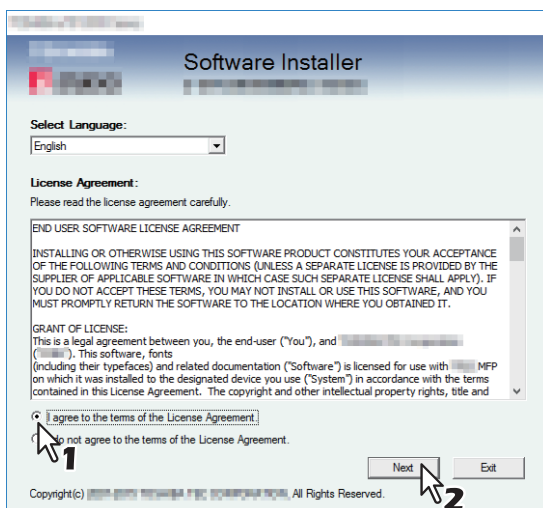 Software Installer
Select Language:
English
License Agreement:
Please read the license agreement carefully.
END USER SOFTWARE LICENSE AGREEMENT
INSTALLING OR OTHERWISE USING THIS SOFTWARE PRODUCT CONSTITUTES YOUR ACCEPTANCE
OF THE FOLLOWING TERMS AND CONDITIONS (UNLESS A SEPARATE LICENSE IS PROVIDED BY THE
SUPPLIER OF APPLICABLE SOFTWARE IN WHICH CASE SUCH SEPARATE LICENSE SHALL APPLY). IF
YOU DO NOT ACCEPT THESE TERMS, YOU MAY NOT INSTALL OR USE THIS SOFTWARE, AND YOU
MUST PROMPTLY RETURN THE SOFTWARE TO THE LOCATION WHERE YOU OBTAINED IT.
GRANT OF LICENSE:
This is a legal agreement between you, the end-user ("You"), and
(" "). This software, fonts
(including their typefaces) and related documentation ("Software") is licensed for use with MFP
on which it was installed to the designated device you use ("System") in accordance with the terms
contained in this License Agreement. The copyright and other intellectual property rights, title and
I agree to the terms of the License Agreement.
do not agree to the terms of the License Agreement.
1
Next Exit
2
Copyright(c) All Rights Reserved.